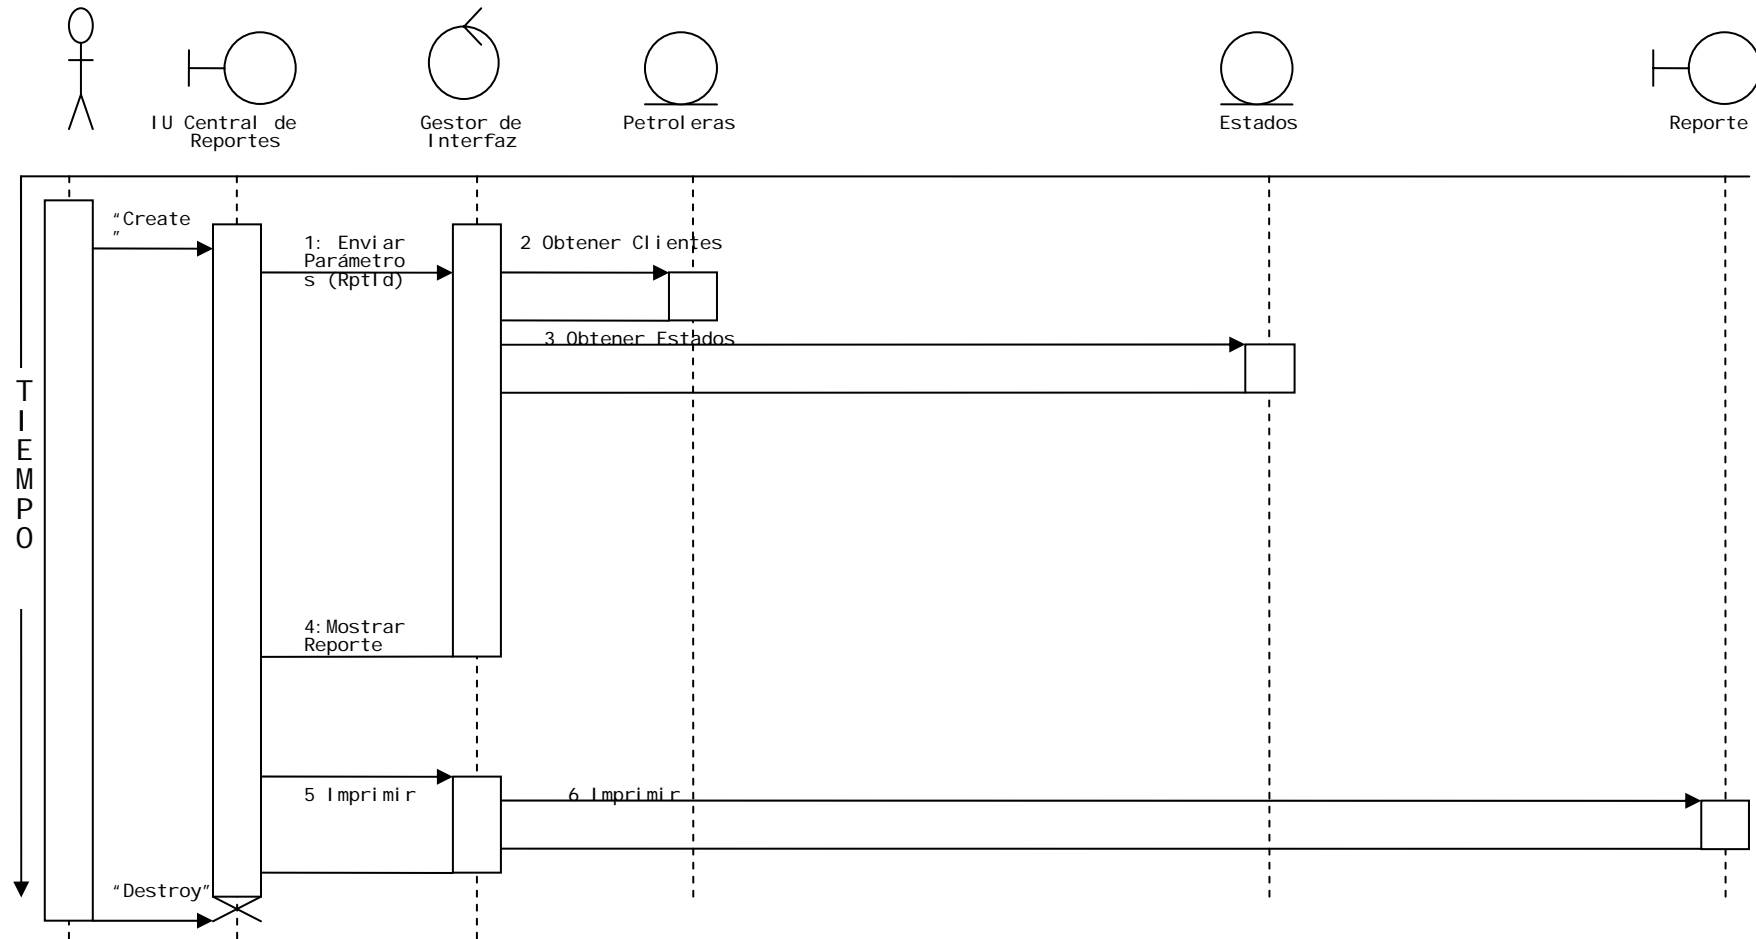 IU Central de
Reportes
Gestor de
Interfaz
Petroleras
Estados
Reporte
“Create
”
1: Enviar
Parámetro
s (RptId)
2 Obtener Clientes
3 Obtener Estados
T
I
E
M
P
O
4:Mostrar
Reporte
5 Imprimir
6 Imprimir
“Destroy”